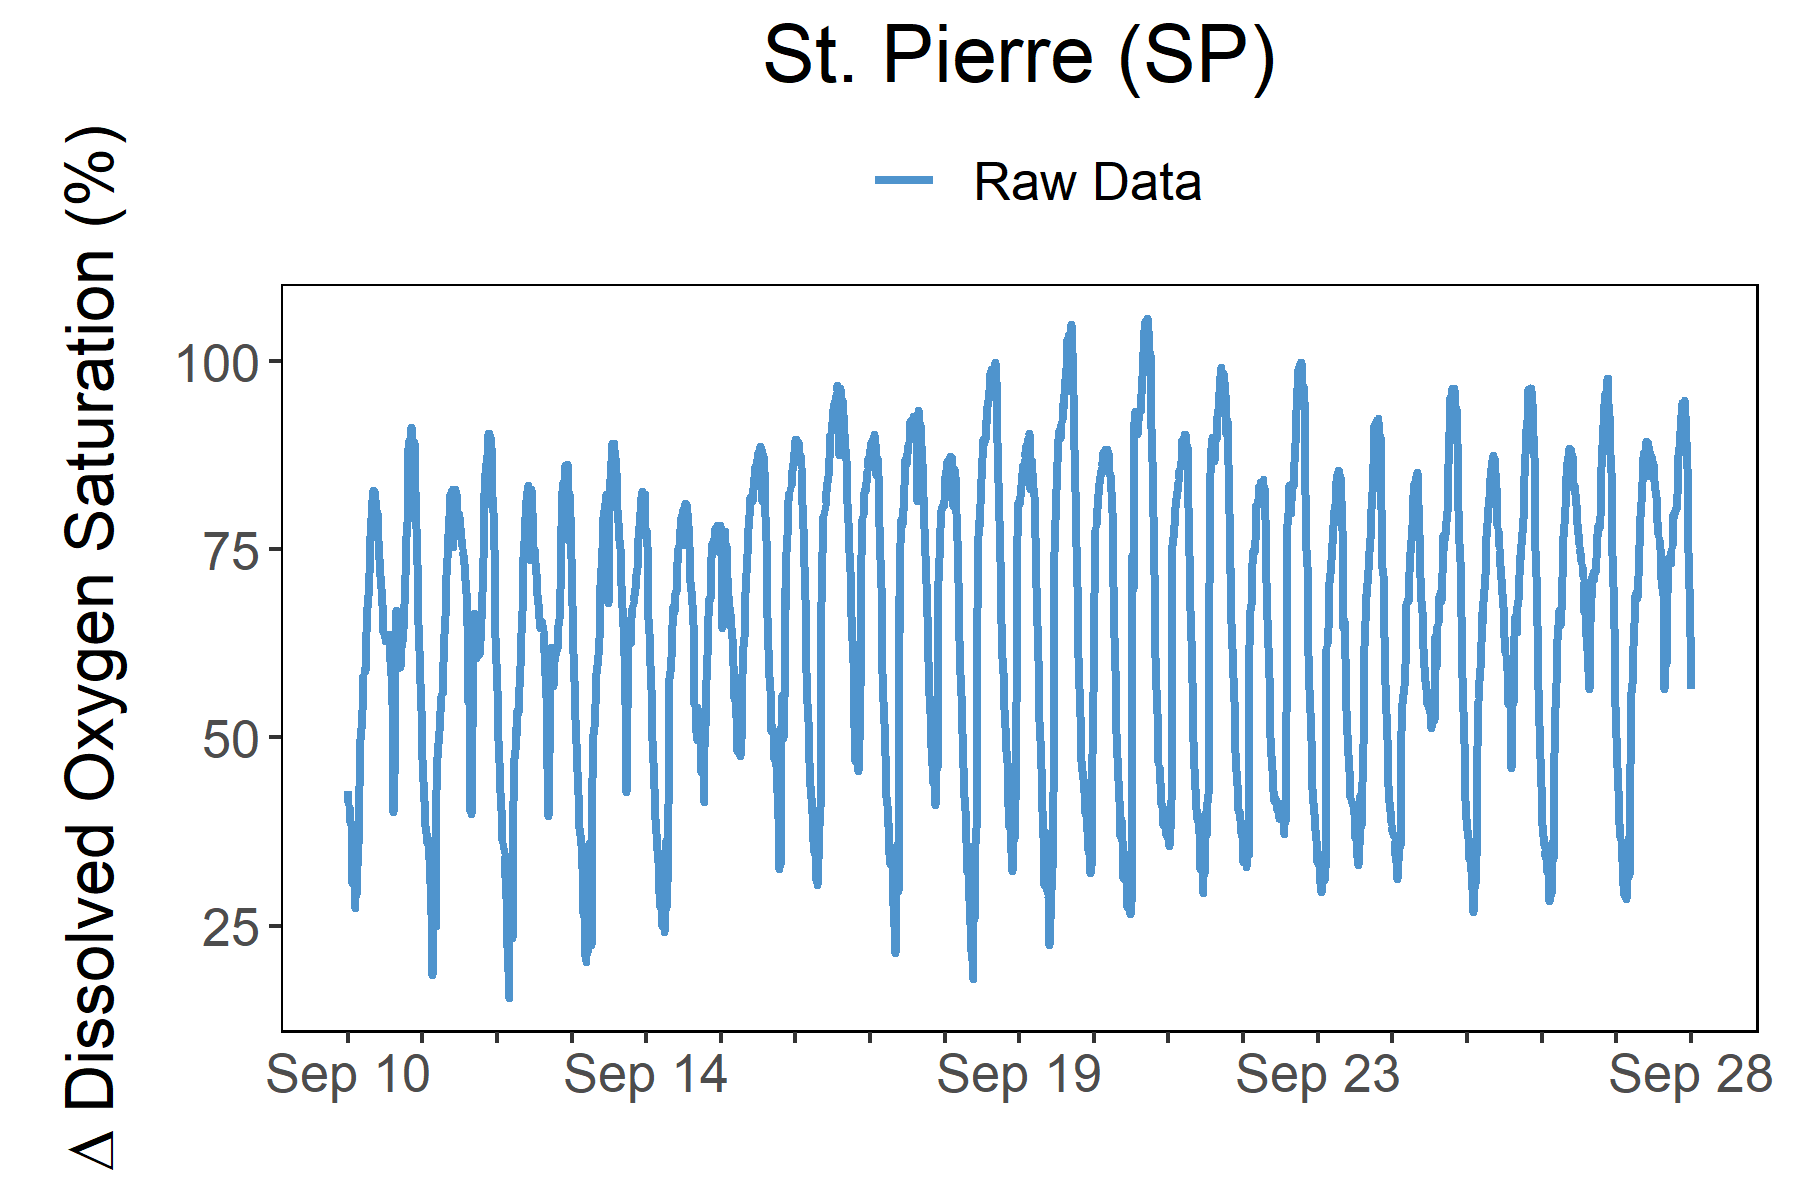 St. Pierre (SP)
Raw Data
Δ Dissolved Oxygen Saturation (%)
100
75
50
25
Sep 10 Sep 14 Sep 19 Sep 23 Sep 28